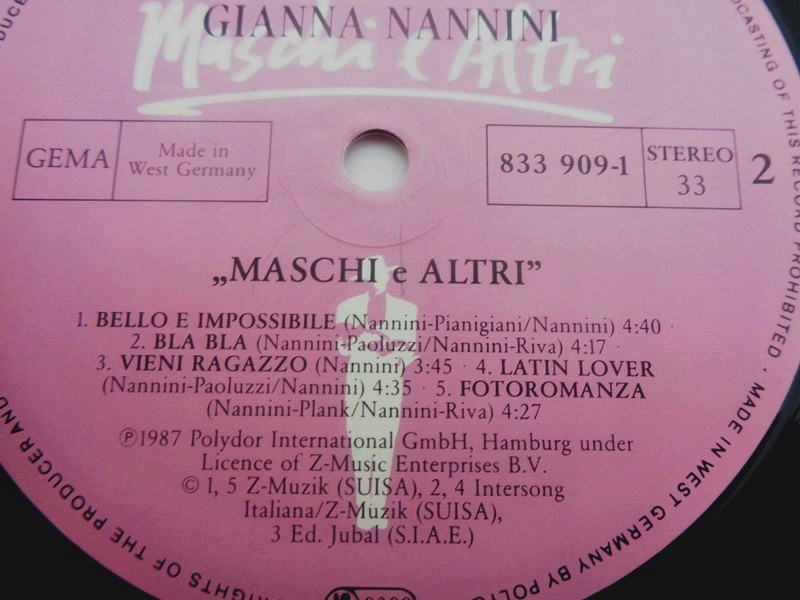 GIANNA NANNINI
Maschi e Altri
GEMA
Made in
West Germany
833 909-1
STEREO
33
2
„MASCHI e ALTRI”
1. BELLO E IMPOSSIBILE (Nannini-Pianigiani/Nannini) 4:40 ·
2. BLA BLA (Nannini-Paoluzzi/Nannini-Riva) 4:17 ·
3. VIENI RAGAZZO (Nannini) 3:45 · 4. LATIN LOVER
(Nannini-Paoluzzi/Nannini) 4:35 · 5. FOTOROMANZA
(Nannini-Plank/Nannini-Riva) 4:27
℗1987 Polydor International GmbH, Hamburg under
Licence of Z-Music Enterprises B.V.
© 1, 5 Z-Muzik (SUISA), 2, 4 Intersong
Italiana/Z-Muzik (SUISA),
3 Ed. Jubal (S.I.A.E.)
OF THIS RECORD PROHIBITED · MADE IN WEST GERMANY BY
OF THE PRODUCER AND